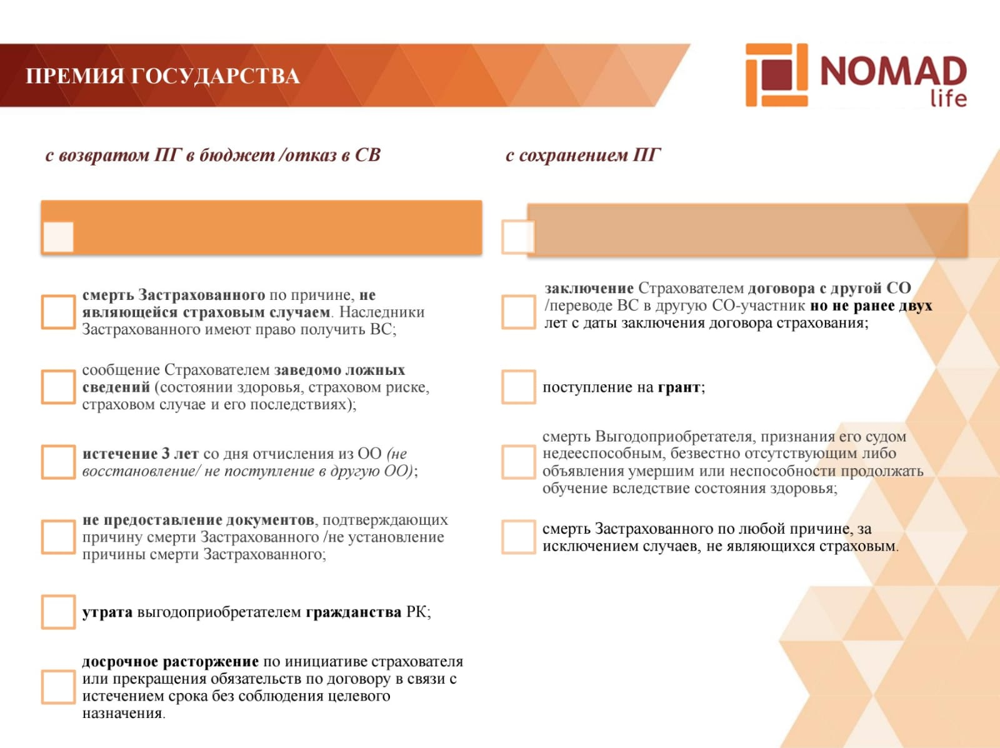 ПРЕМИЯ ГОСУДАРСТВА
NOMAD
life
с возвратом ПГ в бюджет /отказ в СВ
смерть Застрахованного по причине, не
являющейся страховым случаем. Наследники
Застрахованного имеют право получить ВС;
сообщение Страхователем заведомо ложных
сведений (состоянии здоровья, страховом риске,
страховом случае и его последствиях);
истечение 3 лет со дня отчисления из ОО (не
восстановление/ не поступление в другую ОО);
не предоставление документов, подтверждающих
причину смерти Застрахованного /не установление
причины смерти Застрахованного;
утрата выгодоприобретателем гражданства РК;
досрочное расторжение по инициативе страхователя
или прекращения обязательств по договору в связи с
истечением срока без соблюдения целевого
назначения.
с сохранением ПГ
заключение Страхователем договора с другой СО
/переводе ВС в другую СО-участник но не ранее двух
лет с даты заключения договора страхования;
поступление на грант;
смерть Выгодоприобретателя, признания его судом
недееспособным, безвестно отсутствующим либо
объявления умершим или неспособности продолжать
обучение вследствие состояния здоровья;
смерть Застрахованного по любой причине, за
исключением случаев, не являющихся страховым.